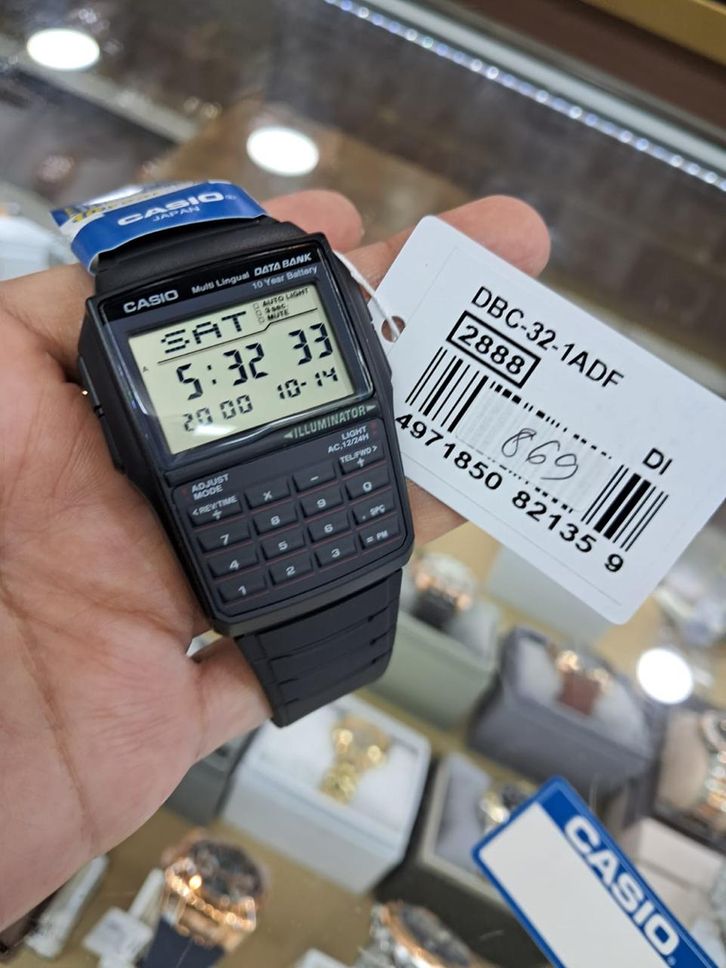 CASIO®
JAPAN
CASIO Multi Lingual DATA BANK
10 Year Battery
SAT
AUTO LIGHT
3sec.
MUTE
A
5:32 33
20 00 10-14
◄ILLUMINATOR►
LIGHT
AC,12/24H
ADJUST
MODE
TEL/FWD >
< REV/TIME × −
÷ +
7 8 9 0
4 5 6 . SPC
1 2 3 = PM
DBC-32-1ADF
2888
DI
869
4971850 82135 9
CASIO®